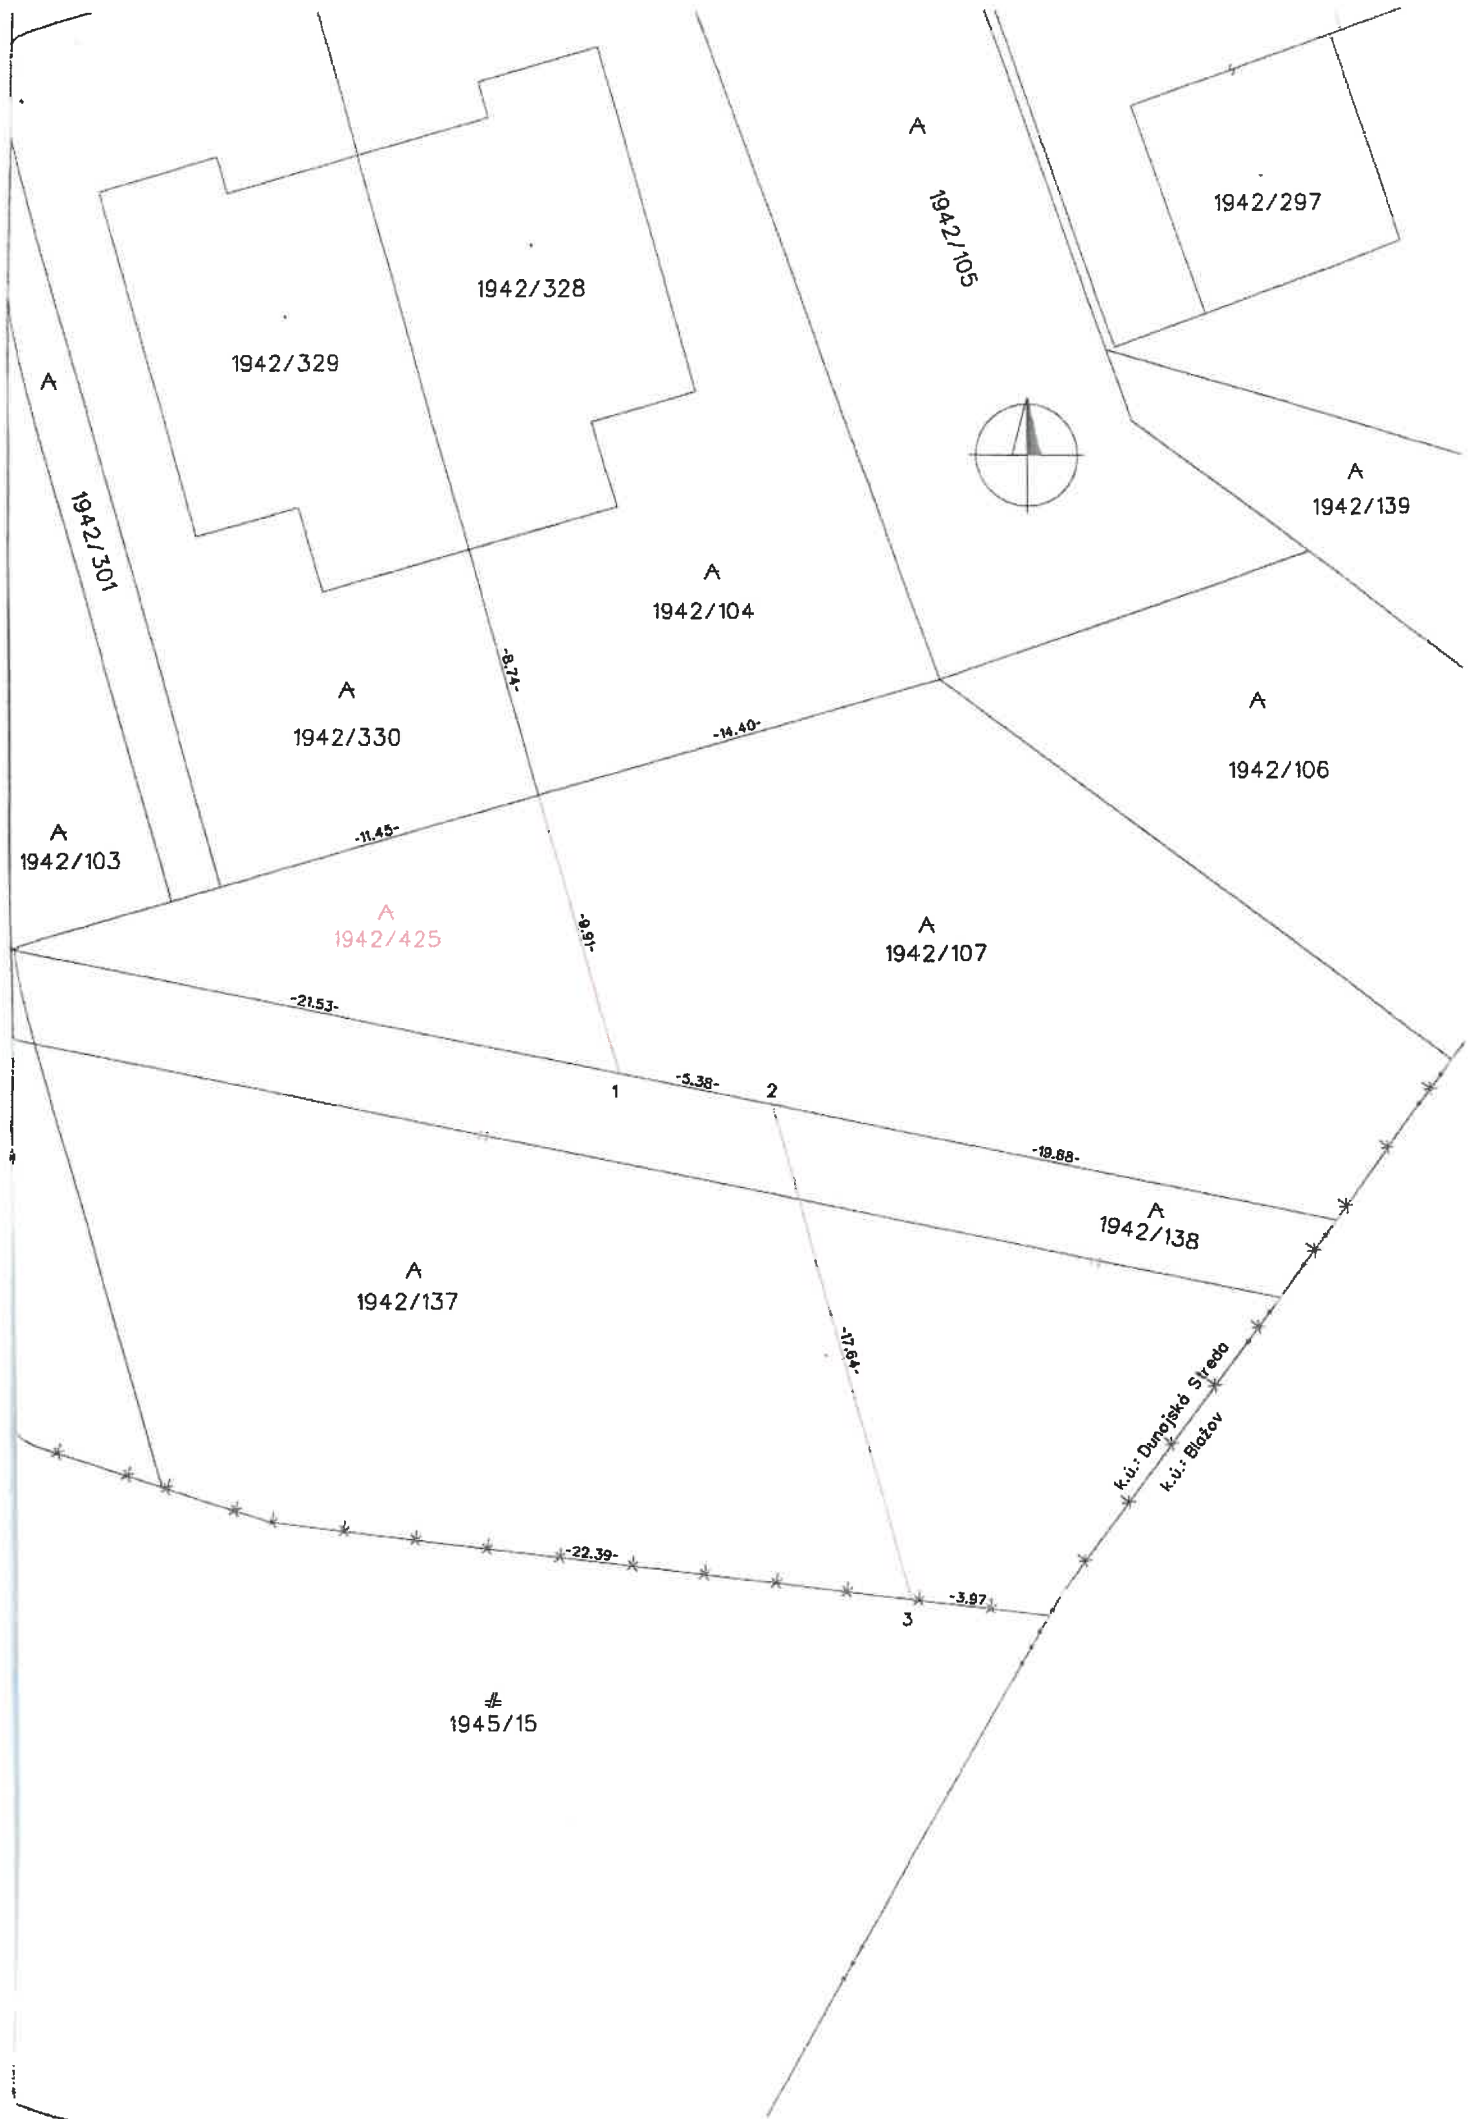 A
1942/105
1942/297
1942/328
1942/329
A
1942/301
A
1942/139
A
1942/104
-8.74-
A
1942/330
-14.40-
A
1942/106
-11.45-
A
1942/103
A
1942/425
-9.91-
A
1942/107
-21.53-
1
-5.38-
2
-19.88-
A
1942/138
A
1942/137
-17.64-
k.ú.: Dunajská Streda
k.ú.: Blažov
-22.39-
-3.97
3
1945/15